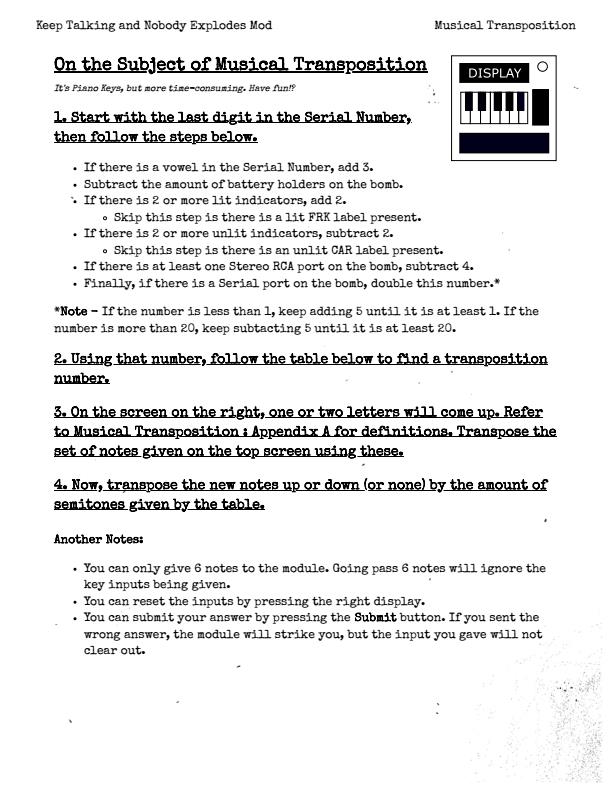 Keep Talking and Nobody Explodes Mod
Musical Transposition
On the Subject of Musical Transposition
DISPLAY
It's Piano Keys, but more time-consuming. Have fun!?
1. Start with the last digit in the Serial Number,
then follow the steps below.
• If there is a vowel in the Serial Number, add 3.
• Subtract the amount of battery holders on the bomb.
• If there is 2 or more lit indicators, add 2.
◦ Skip this step is there is a lit FRK label present.
• If there is 2 or more unlit indicators, subtract 2.
◦ Skip this step is there is an unlit CAR label present.
• If there is at least one Stereo RCA port on the bomb, subtract 4.
• Finally, if there is a Serial port on the bomb, double this number.*
*Note - If the number is less than 1, keep adding 5 until it is at least 1. If the
number is more than 20, keep subtacting 5 until it is at least 20.
2. Using that number, follow the table below to find a transposition
number.
3. On the screen on the right, one or two letters will come up. Refer
to Musical Transposition : Appendix A for definitions. Transpose the
set of notes given on the top screen using these.
4. Now, transpose the new notes up or down (or none) by the amount of
semitones given by the table.
Another Notes:
• You can only give 6 notes to the module. Going pass 6 notes will ignore the
key inputs being given.
• You can reset the inputs by pressing the right display.
• You can submit your answer by pressing the Submit button. If you sent the
wrong answer, the module will strike you, but the input you gave will not
clear out.